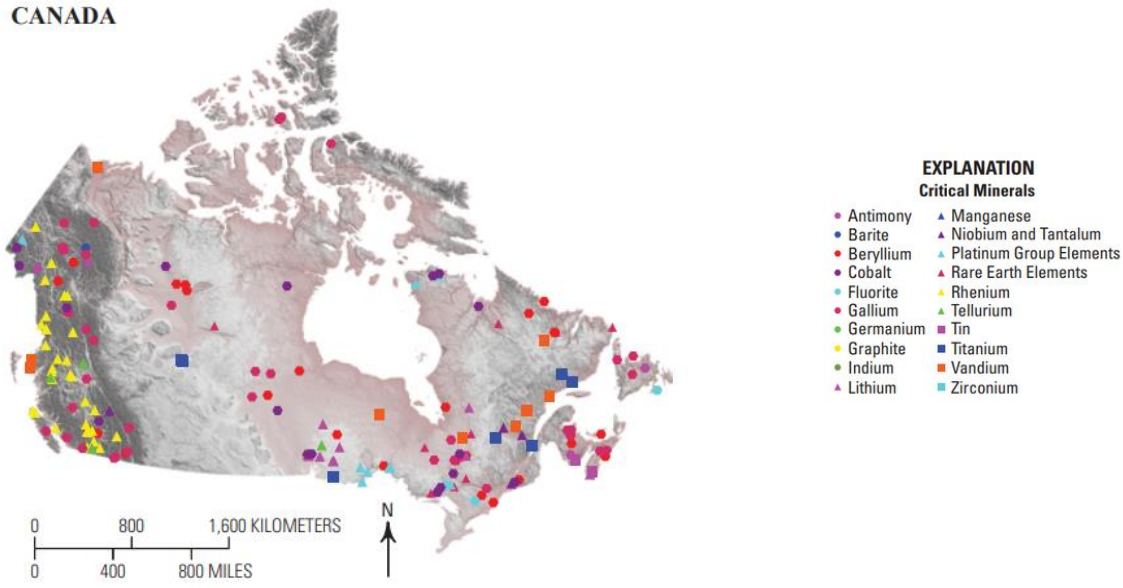 CANADA
EXPLANATION
Critical Minerals
Antimony
Barite
Beryllium
Cobalt
Fluorite
Gallium
Germanium
Graphite
Indium
Lithium
Manganese
Niobium and Tantalum
Platinum Group Elements
Rare Earth Elements
Rhenium
Tellurium
Tin
Titanium
Vandium
Zirconium
0 800 1,600 KILOMETERS
0 400 800 MILES
N